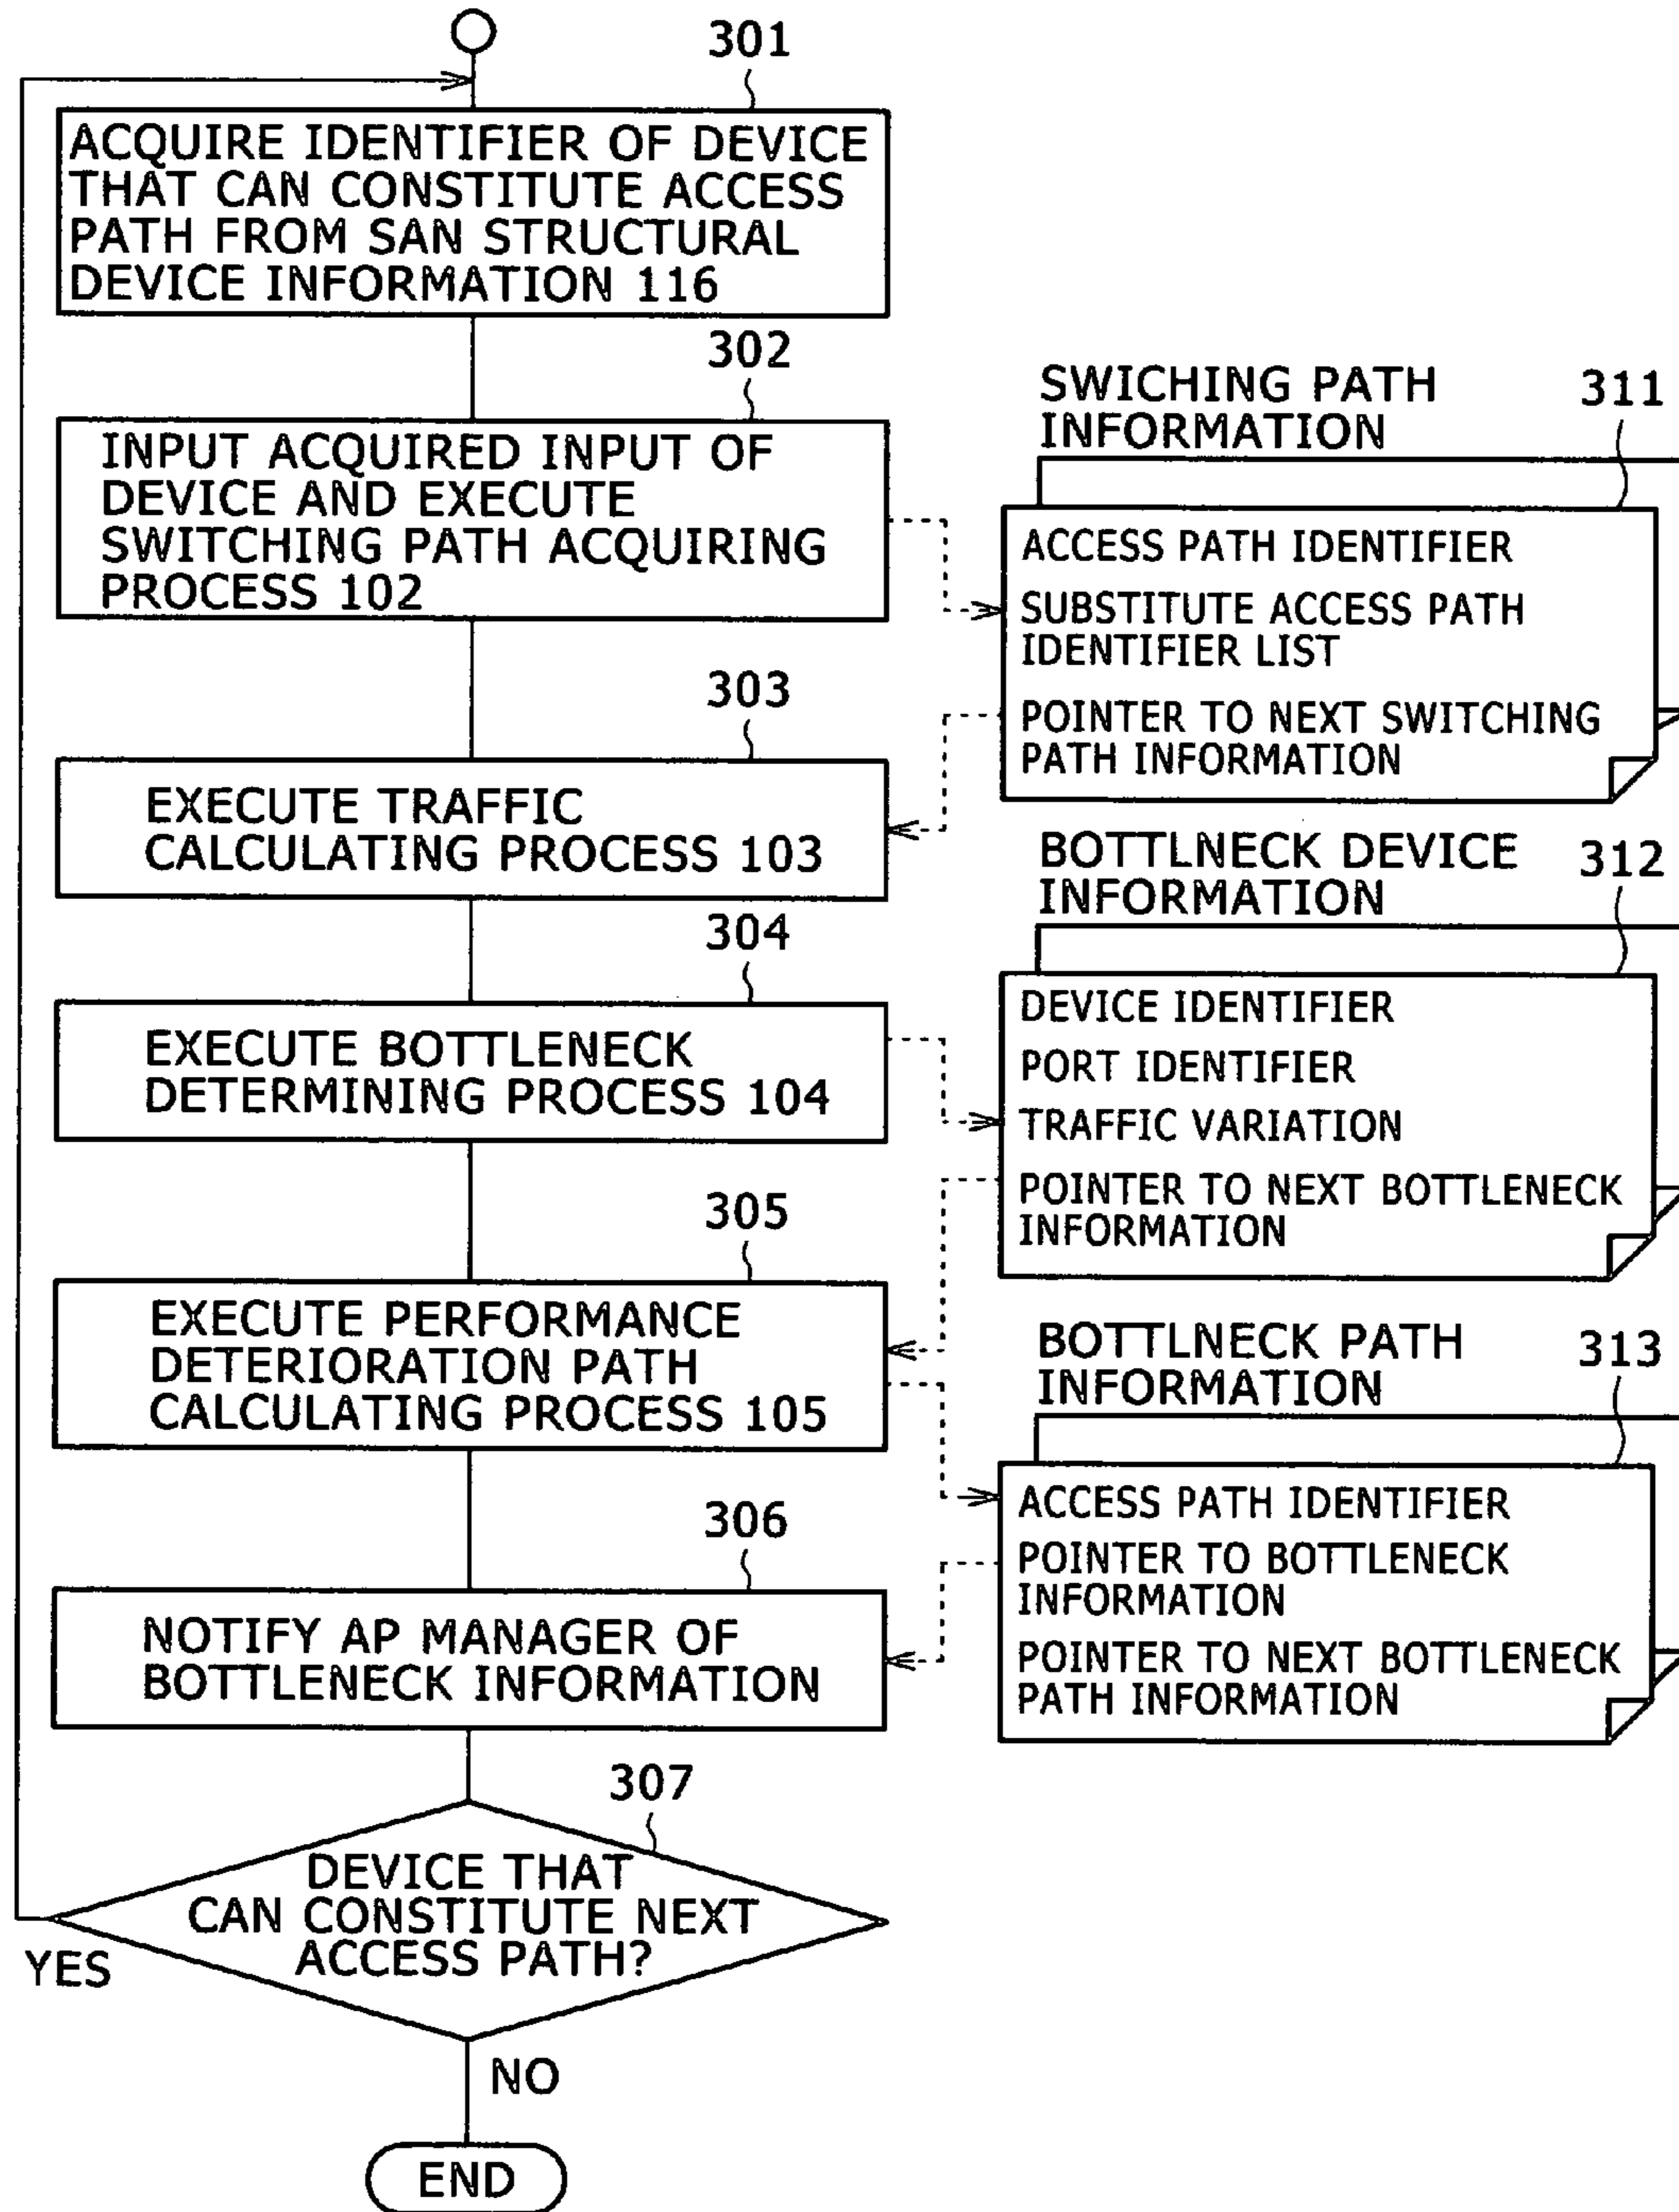 301
ACQUIRE IDENTIFIER OF DEVICE
THAT CAN CONSTITUTE ACCESS
PATH FROM SAN STRUCTURAL
DEVICE INFORMATION 116
302
INPUT ACQUIRED INPUT OF
DEVICE AND EXECUTE
SWITCHING PATH ACQUIRING
PROCESS 102
SWICHING PATH
INFORMATION
311
ACCESS PATH IDENTIFIER
SUBSTITUTE ACCESS PATH
IDENTIFIER LIST
POINTER TO NEXT SWITCHING
PATH INFORMATION
303
EXECUTE TRAFFIC
CALCULATING PROCESS 103
BOTTLNECK DEVICE
INFORMATION
312
304
EXECUTE BOTTLENECK
DETERMINING PROCESS 104
DEVICE IDENTIFIER
PORT IDENTIFIER
TRAFFIC VARIATION
POINTER TO NEXT BOTTLENECK
INFORMATION
305
EXECUTE PERFORMANCE
DETERIORATION PATH
CALCULATING PROCESS 105
BOTTLNECK PATH
INFORMATION
313
ACCESS PATH IDENTIFIER
POINTER TO BOTTLENECK
INFORMATION
POINTER TO NEXT BOTTLENECK
PATH INFORMATION
306
NOTIFY AP MANAGER OF
BOTTLENECK INFORMATION
307
DEVICE THAT
CAN CONSTITUTE NEXT
ACCESS PATH?
YES
NO
END